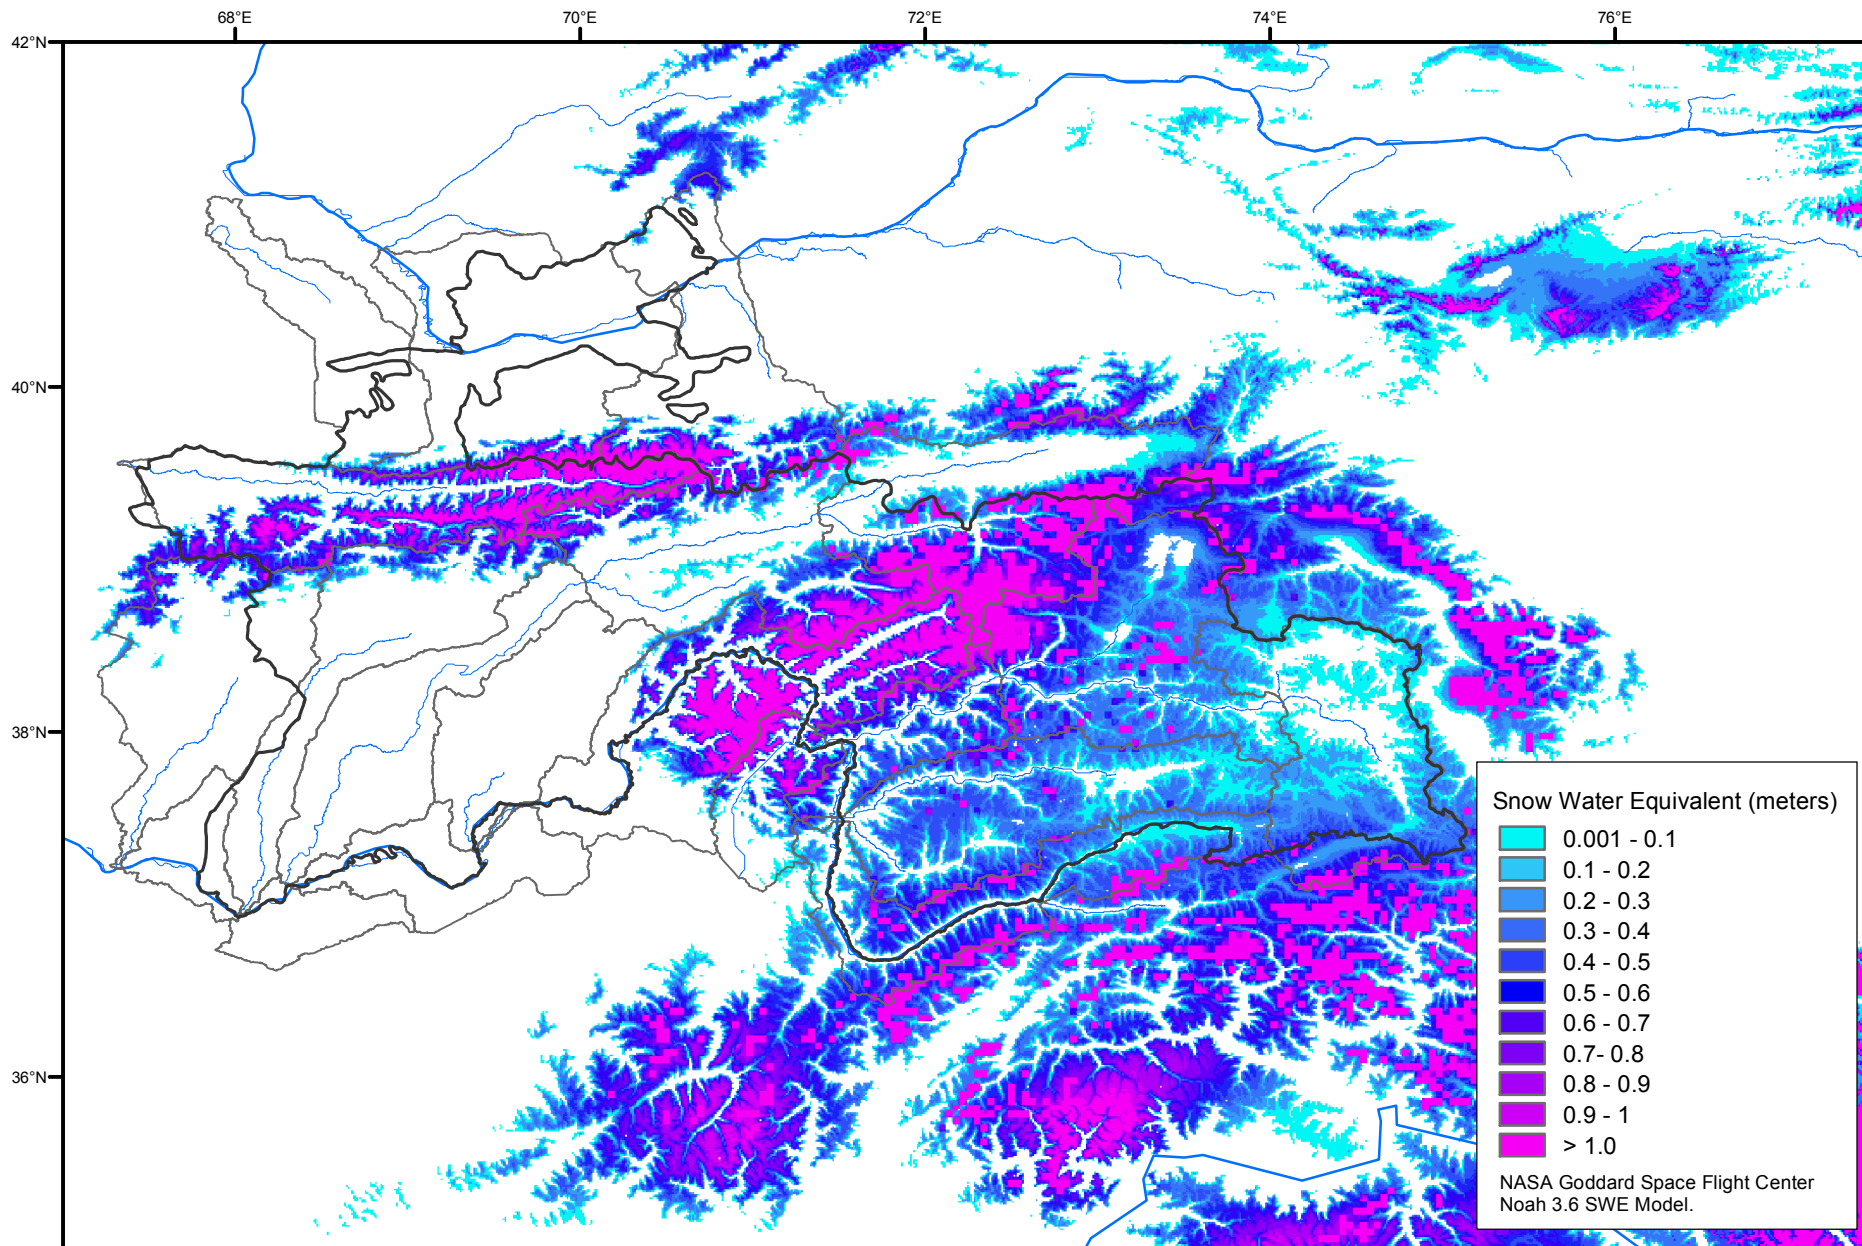 68°E
70°E
72°E
74°E
76°E
42°N
40°N
38°N
36°N
Snow Water Equivalent (meters)
0.001 - 0.1
0.1 - 0.2
0.2 - 0.3
0.3 - 0.4
0.4 - 0.5
0.5 - 0.6
0.6 - 0.7
0.7- 0.8
0.8 - 0.9
0.9 - 1
> 1.0
NASA Goddard Space Flight Center
Noah 3.6 SWE Model.